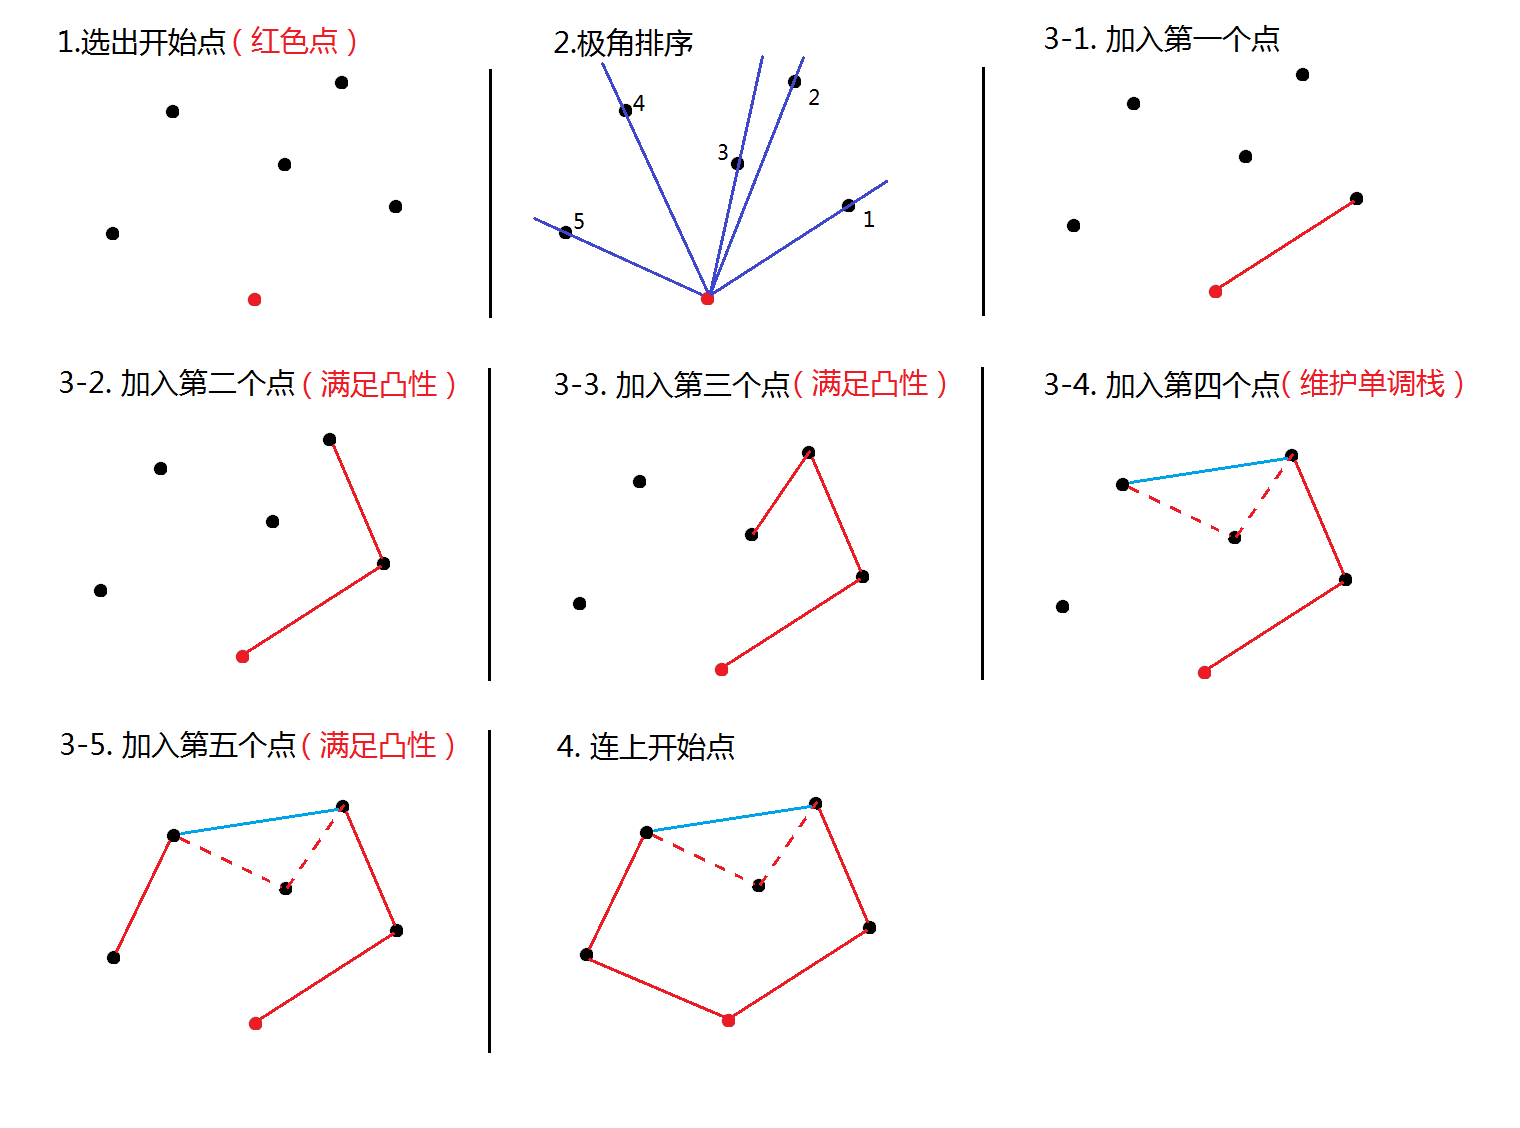 1.选出开始点(红色点)
2.极角排序
3-1. 加入第一个点
4
2
3
5
1
3-2. 加入第二个点(满足凸性)
3-3. 加入第三个点(满足凸性)
3-4. 加入第四个点(维护单调栈)
3-5. 加入第五个点(满足凸性)
4. 连上开始点